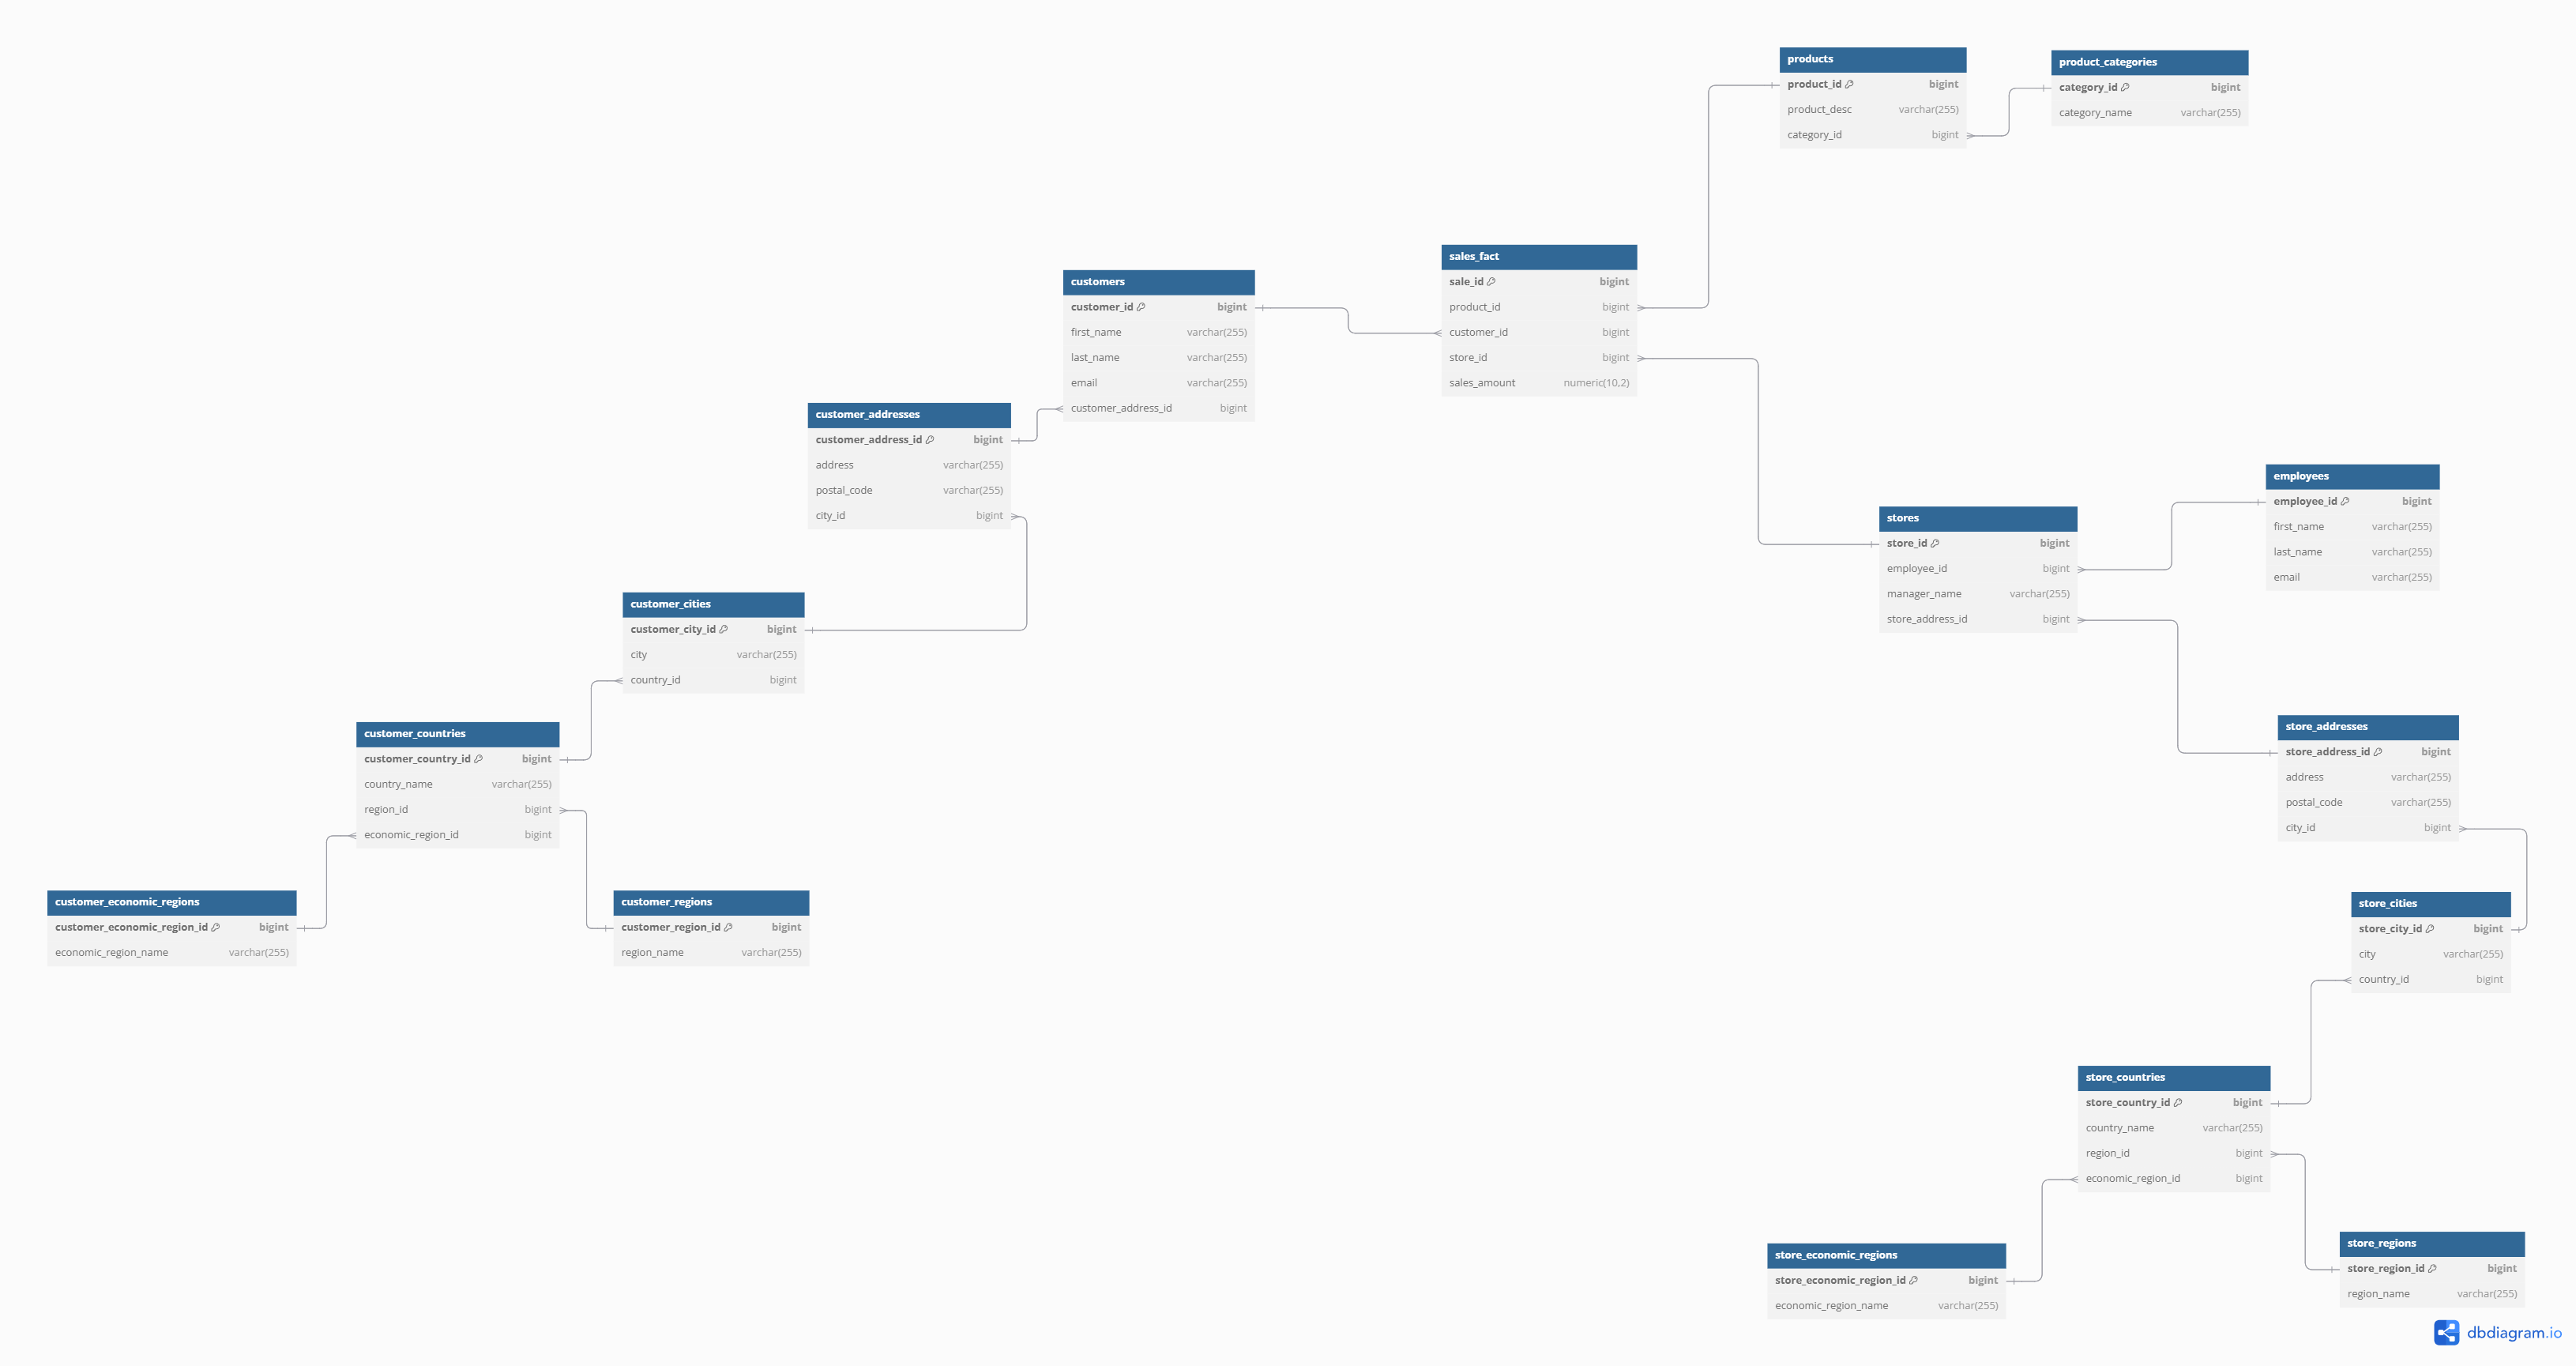 products
product_id bigint
product_desc varchar(255)
category_id bigint
product_categories
category_id bigint
category_name varchar(255)
sales_fact
sale_id bigint
product_id bigint
customer_id bigint
store_id bigint
sales_amount numeric(10,2)
customers
customer_id bigint
first_name varchar(255)
last_name varchar(255)
email varchar(255)
customer_address_id bigint
customer_addresses
customer_address_id bigint
address varchar(255)
postal_code varchar(255)
city_id bigint
employees
employee_id bigint
first_name varchar(255)
last_name varchar(255)
email varchar(255)
stores
store_id bigint
employee_id bigint
manager_name varchar(255)
store_address_id bigint
customer_cities
customer_city_id bigint
city varchar(255)
country_id bigint
customer_countries
customer_country_id bigint
country_name varchar(255)
region_id bigint
economic_region_id bigint
store_addresses
store_address_id bigint
address varchar(255)
postal_code varchar(255)
city_id bigint
customer_economic_regions
customer_economic_region_id bigint
economic_region_name varchar(255)
customer_regions
customer_region_id bigint
region_name varchar(255)
store_cities
store_city_id bigint
city varchar(255)
country_id bigint
store_countries
store_country_id bigint
country_name varchar(255)
region_id bigint
economic_region_id bigint
store_economic_regions
store_economic_region_id bigint
economic_region_name varchar(255)
store_regions
store_region_id bigint
region_name varchar(255)
dbdiagram.io